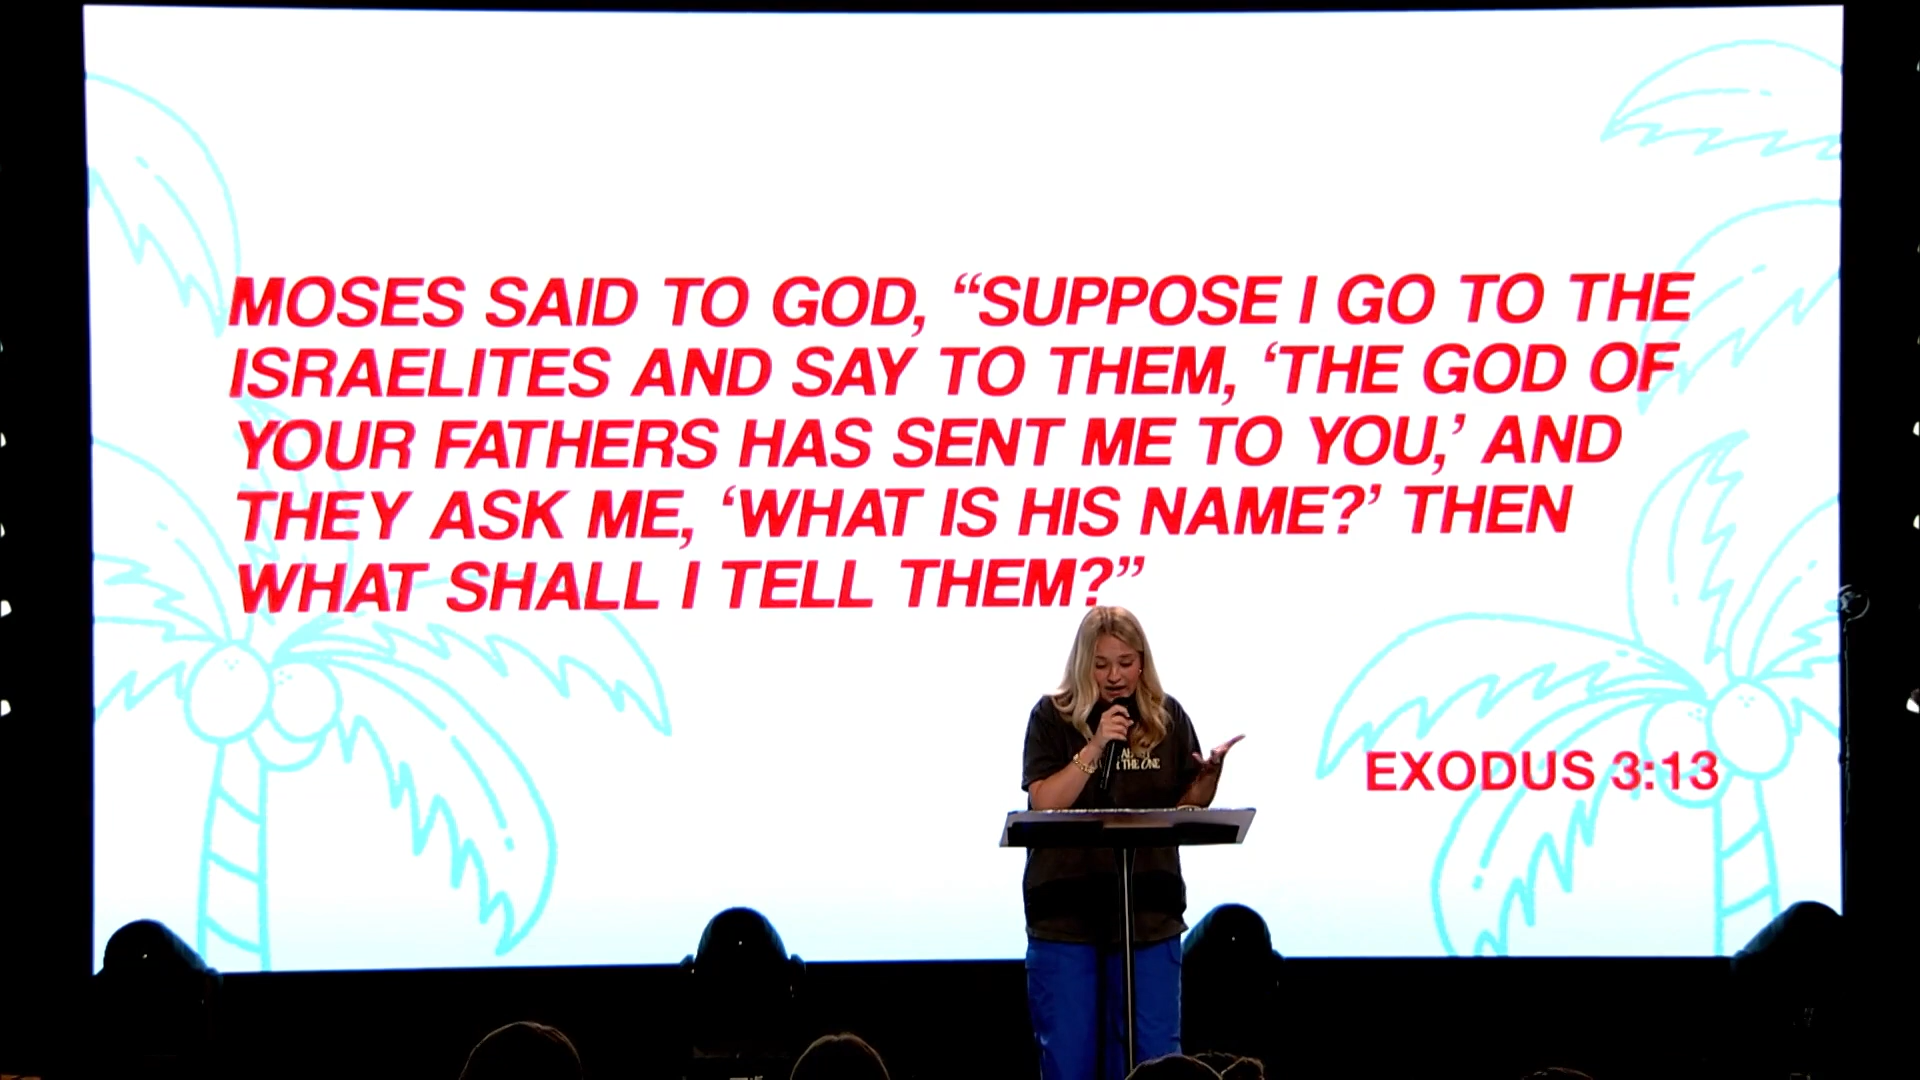 MOSES SAID TO GOD, “SUPPOSE I GO TO THE
ISRAELITES AND SAY TO THEM, ‘THE GOD OF
YOUR FATHERS HAS SENT ME TO YOU,’ AND
THEY ASK ME, ‘WHAT IS HIS NAME?’ THEN
WHAT SHALL I TELL THEM?”
EXODUS 3:13
THE ONE